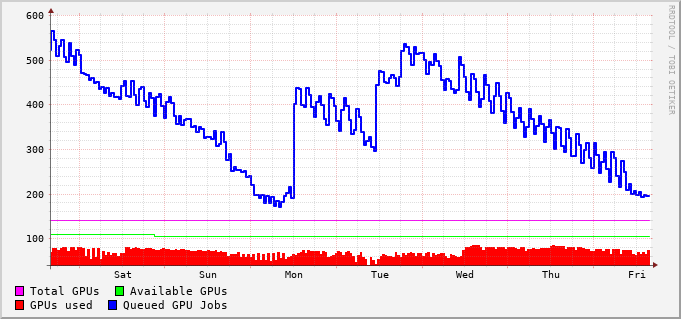 600
500
400
300
200
100
Sat Sun Mon Tue Wed Thu Fri
Total GPUs Available GPUs
GPUs used Queued GPU Jobs
RRDTOOL / TOBI OETIKER